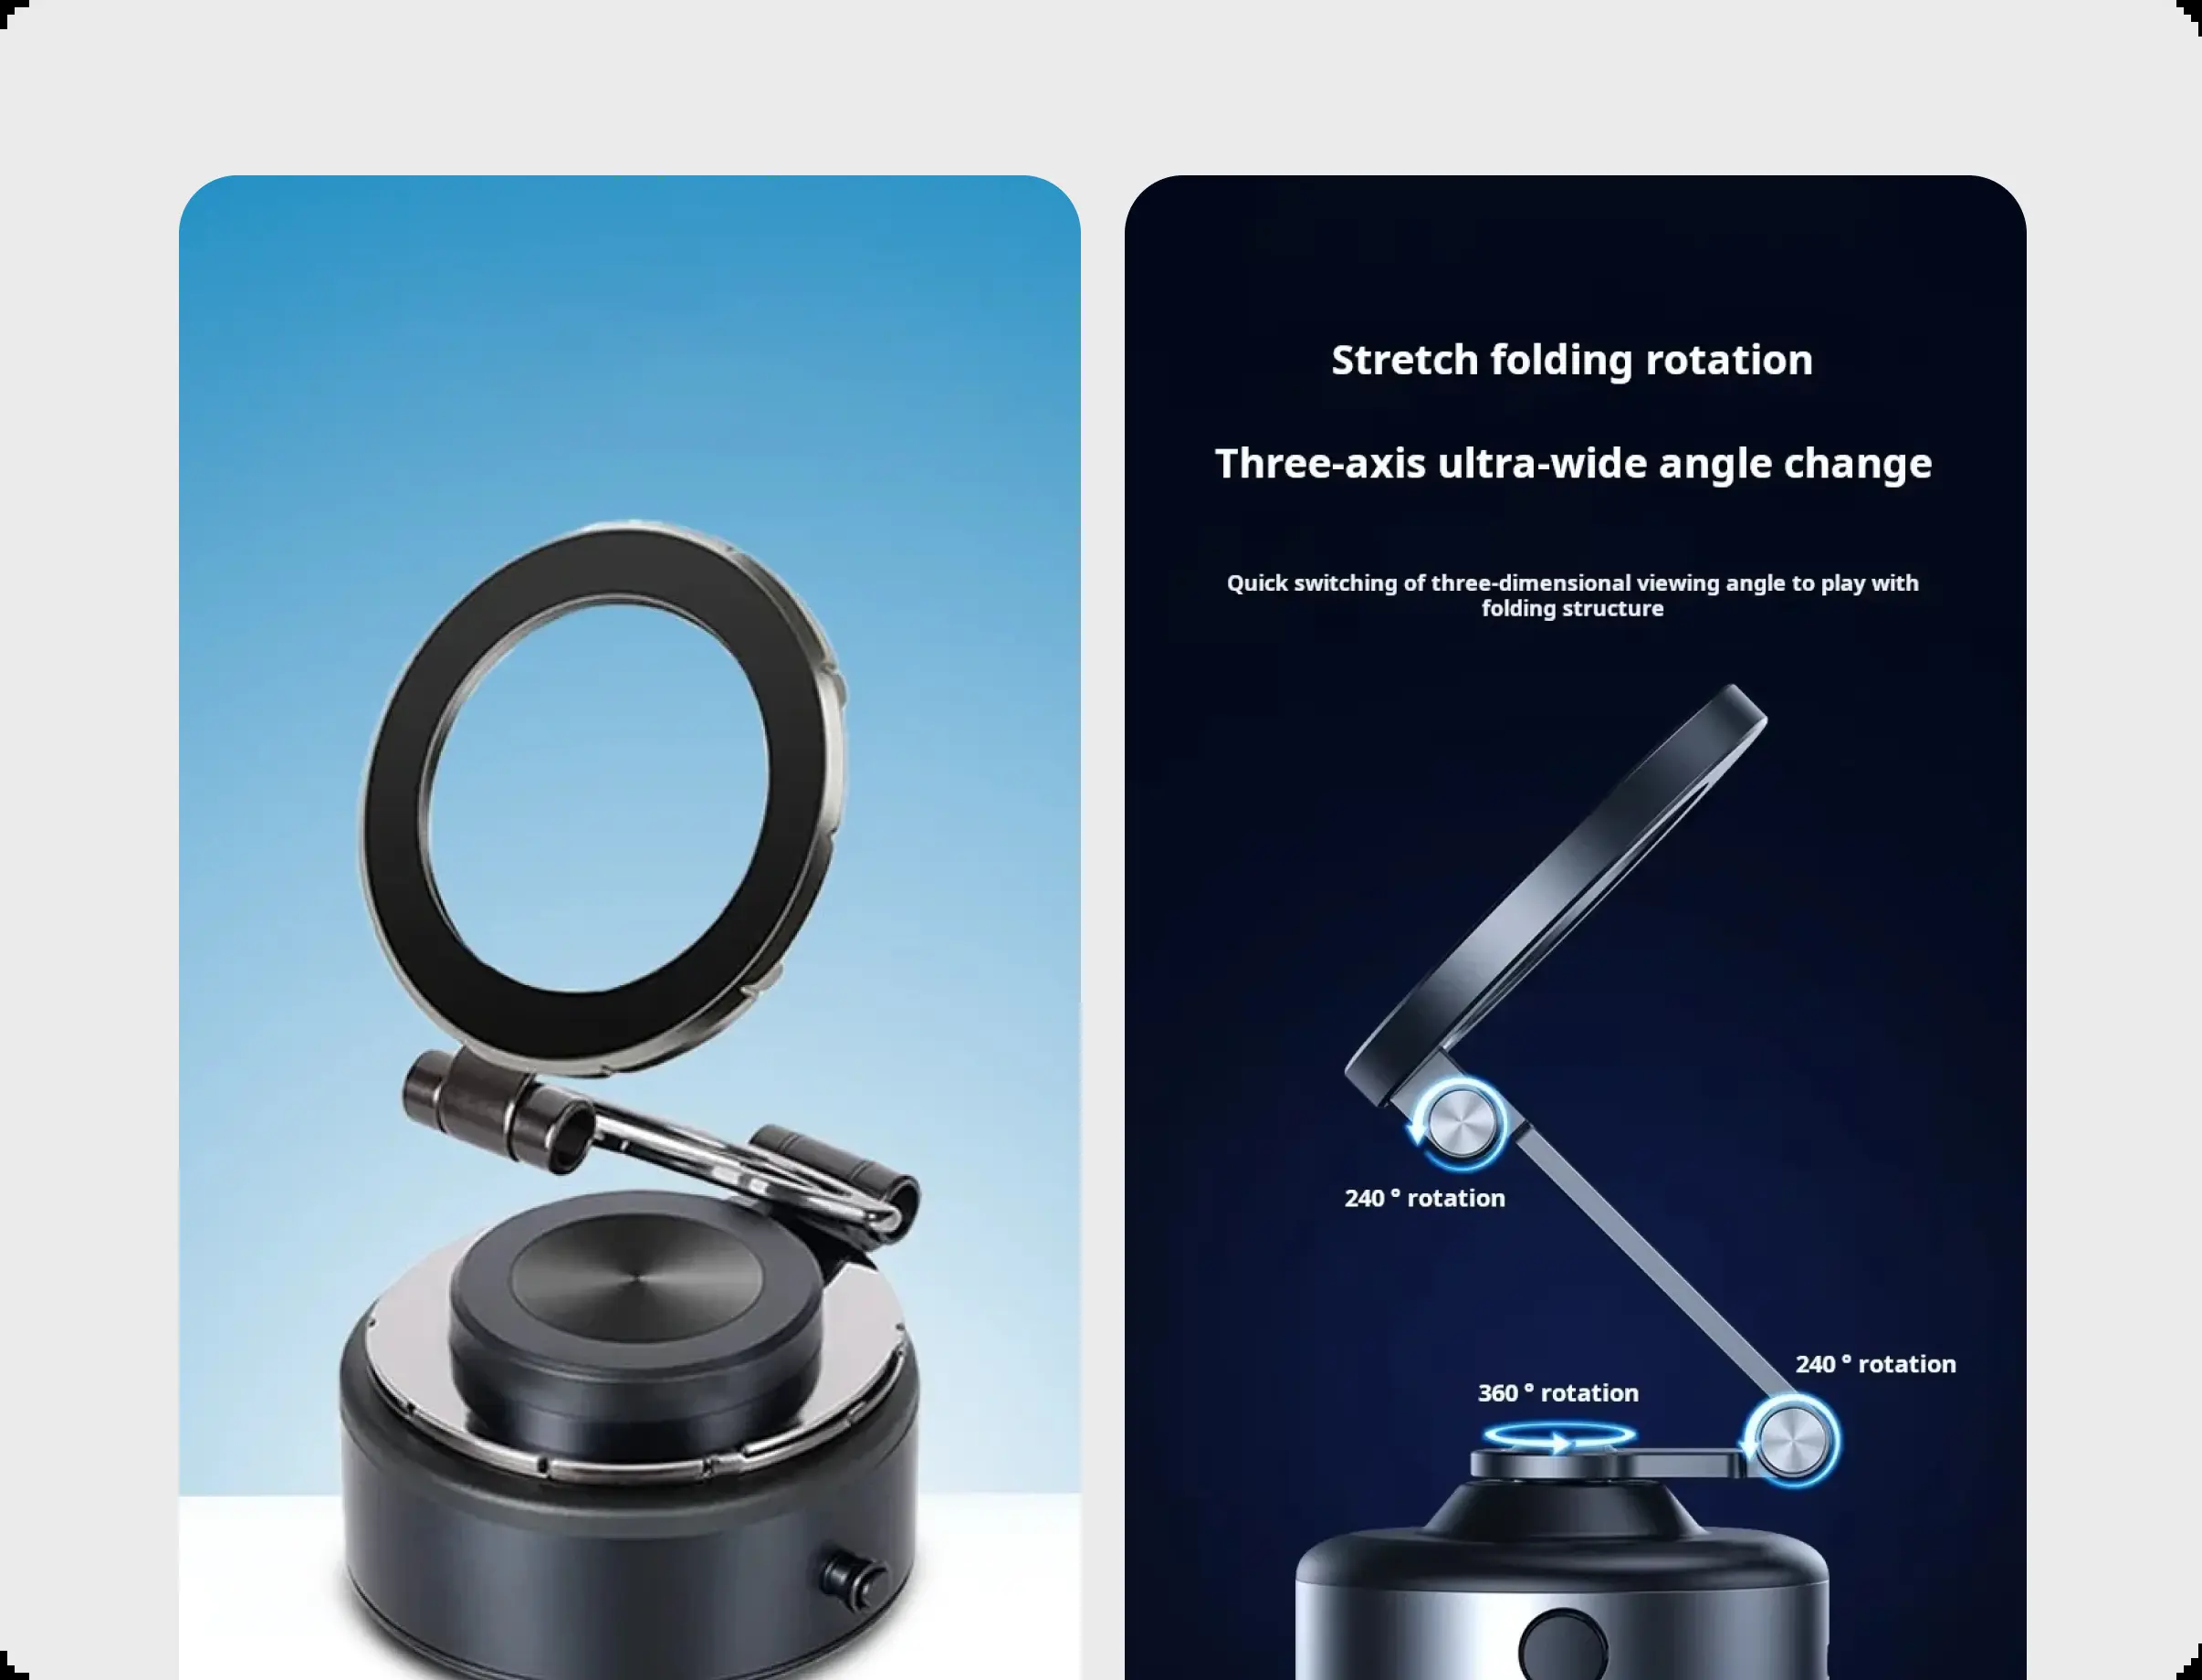 Stretch folding rotation
Three-axis ultra-wide angle change
Quick switching of three-dimensional viewing angle to play with
folding structure
240 ° rotation
240 ° rotation
360 ° rotation